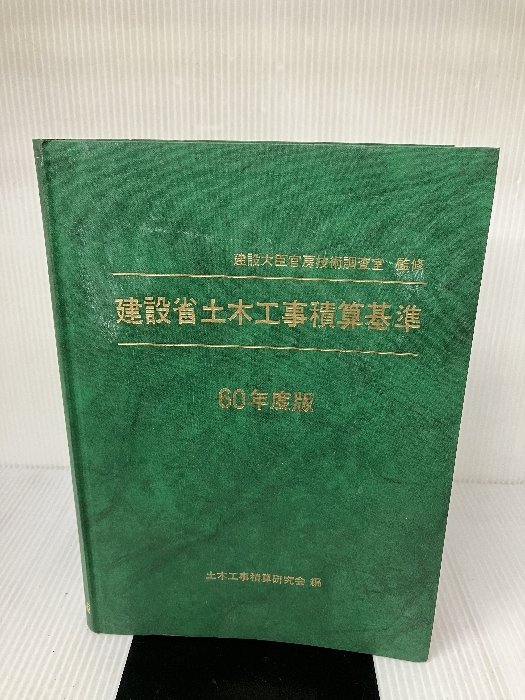 建設大臣官房技術調査室 監修
建設省土木工事積算基準
60年度版
土木工事積算研究会 編